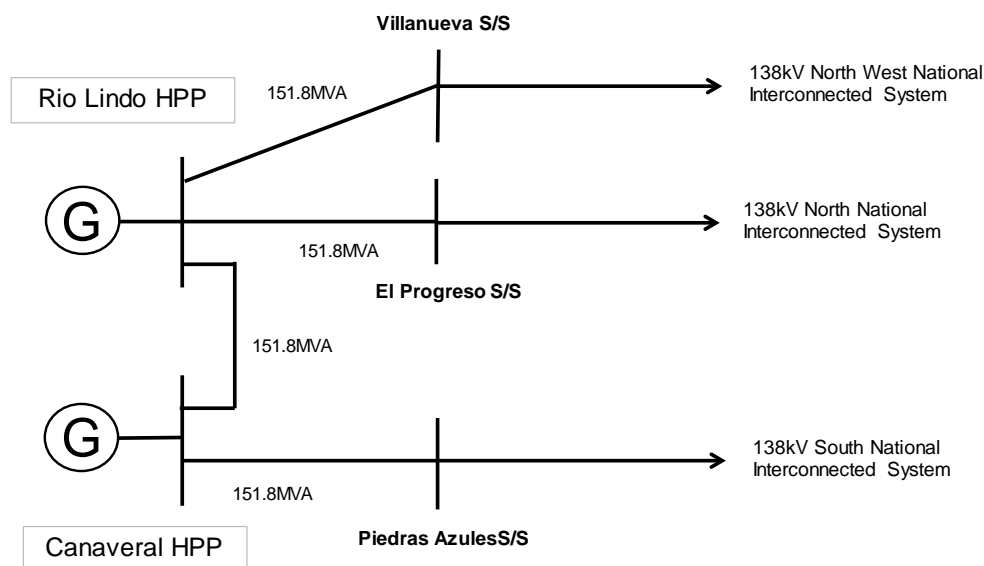 Villanueva S/S
Rio Lindo HPP
151.8MVA
138kV North West National
Interconnected System
G
151.8MVA
138kV North National
Interconnected System
El Progreso S/S
151.8MVA
G
151.8MVA
138kV South National
Interconnected System
Canaveral HPP
Piedras AzulesS/S